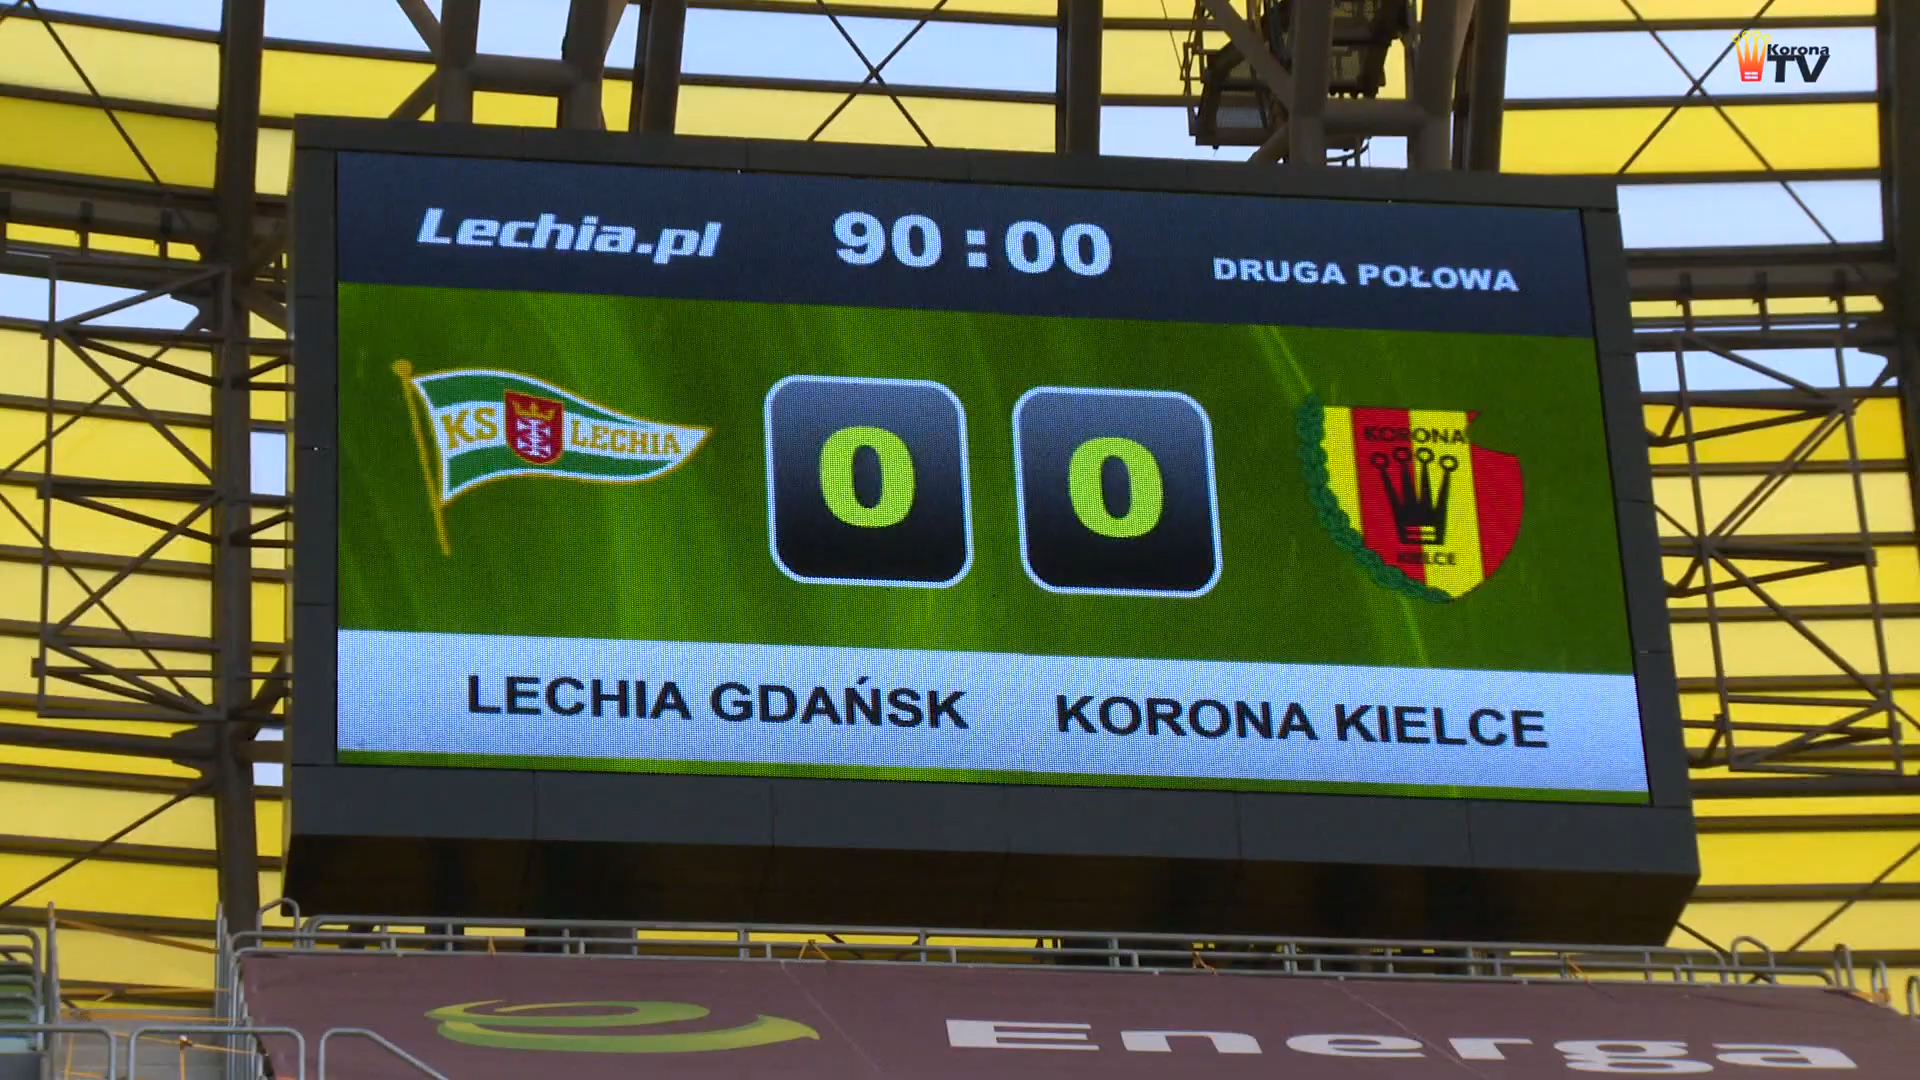 Korona
TV
Lechia.pl
90:00
DRUGA POŁOWA
KS LECHIA
0 0
KORONA
KIELCE
LECHIA GDAŃSK KORONA KIELCE
Energa